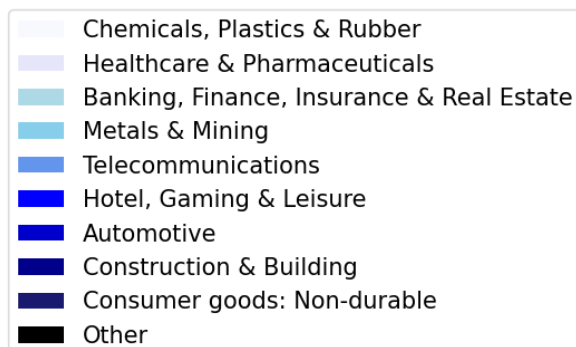 Chemicals, Plastics & Rubber
Healthcare & Pharmaceuticals
Banking, Finance, Insurance & Real Estate
Metals & Mining
Telecommunications
Hotel, Gaming & Leisure
Automotive
Construction & Building
Consumer goods: Non-durable
Other